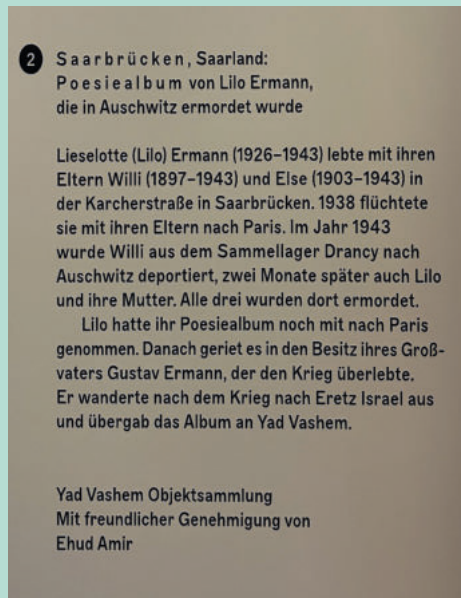 2 Saarbrücken, Saarland:
Poesiealbum von Lilo Ermann,
die in Auschwitz ermordet wurde
Lieselotte (Lilo) Ermann (1926–1943) lebte mit ihren
Eltern Willi (1897–1943) und Else (1903–1943) in
der Karcherstraße in Saarbrücken. 1938 flüchtete
sie mit ihren Eltern nach Paris. Im Jahr 1943
wurde Willi aus dem Sammellager Drancy nach
Auschwitz deportiert, zwei Monate später auch Lilo
und ihre Mutter. Alle drei wurden dort ermordet.
Lilo hatte ihr Poesiealbum noch mit nach Paris
genommen. Danach geriet es in den Besitz ihres Groß-
vaters Gustav Ermann, der den Krieg überlebte.
Er wanderte nach dem Krieg nach Eretz Israel aus
und übergab das Album an Yad Vashem.
Yad Vashem Objektsammlung
Mit freundlicher Genehmigung von
Ehud Amir